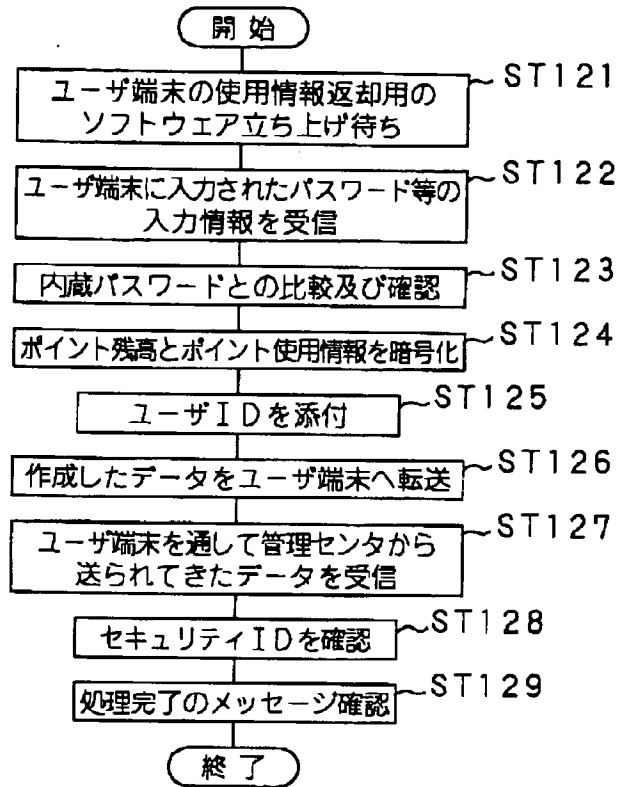 開始
ユーザ端末の使用情報返却用の
ソフトウェア立ち上げ待ち
ST121
ユーザ端末に入力されたパスワード等の
入力情報を受信
ST122
内蔵パスワードとの比較及び確認
ST123
ポイント残高とポイント使用情報を暗号化
ST124
ユーザIDを添付
ST125
作成したデータをユーザ端末へ転送
ST126
ユーザ端末を通して管理センタから
送られてきたデータを受信
ST127
セキュリティIDを確認
ST128
処理完了のメッセージ確認
ST129
終了